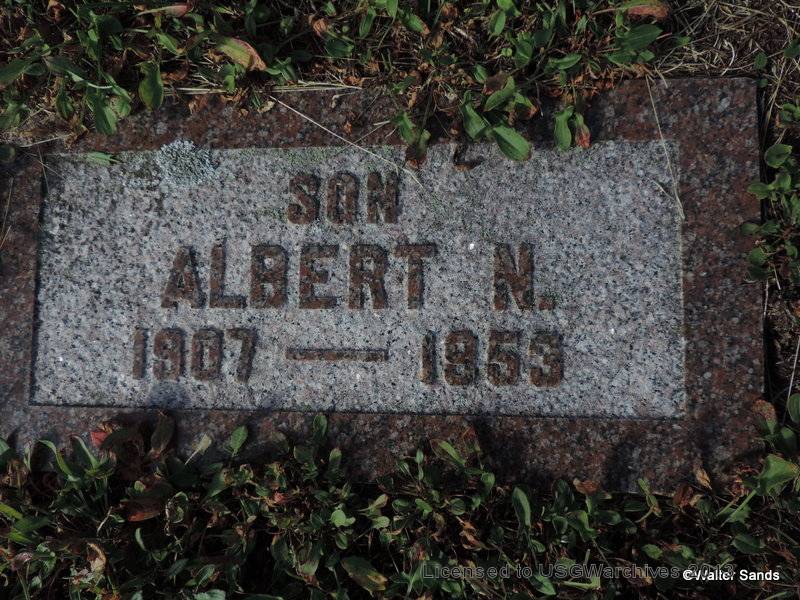 SON
ALBERT N.
1907 — 1953
Licensed to USGWarchives 2013
©Walter Sands